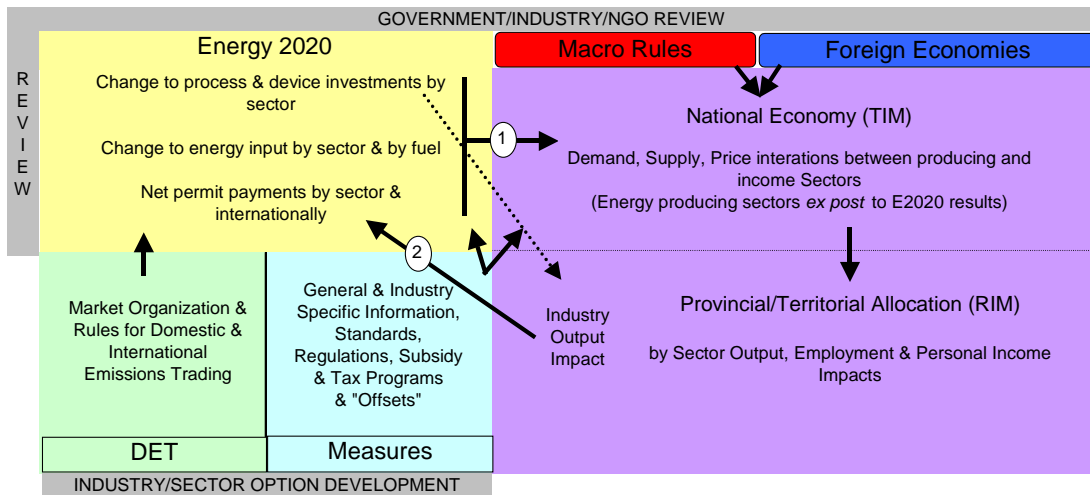 GOVERNMENT/INDUSTRY/NGO REVIEW
REVIEW
Energy 2020
Change to process & device investments by
sector
Change to energy input by sector & by fuel
Net permit payments by sector &
internationally
Macro Rules
Foreign Economies
1
National Economy (TIM)
Demand, Supply, Price interations between producing and
income Sectors
(Energy producing sectors ex post to E2020 results)
2
Market Organization &
Rules for Domestic &
International
Emissions Trading
General & Industry
Specific Information,
Standards,
Regulations, Subsidy
& Tax Programs
& "Offsets"
Industry
Output
Impact
Provincial/Territorial Allocation (RIM)
by Sector Output, Employment & Personal Income
Impacts
DET
Measures
INDUSTRY/SECTOR OPTION DEVELOPMENT